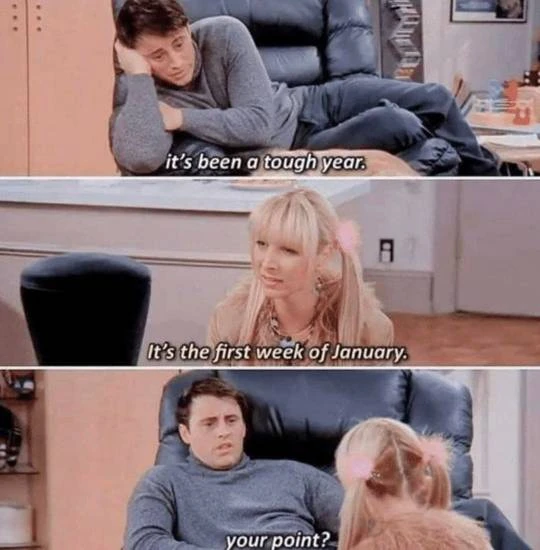 it's been a tough year.
It's the first week of January.
your point?